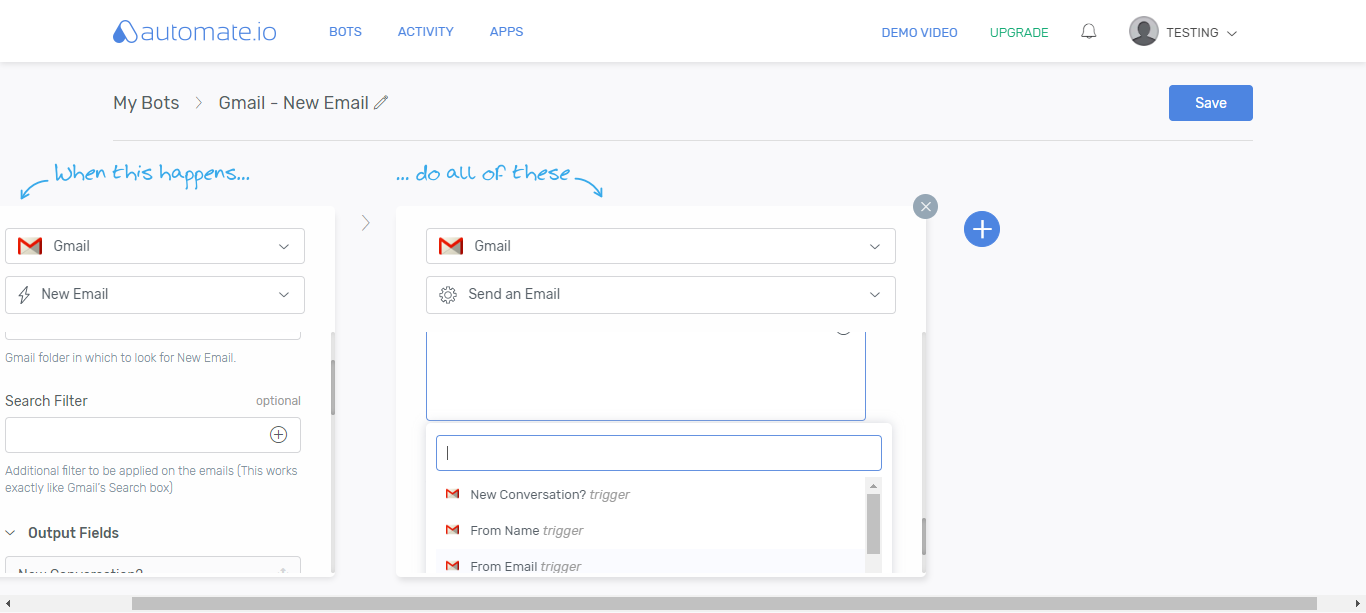 automate.io BOTS ACTIVITY APPS DEMO VIDEO UPGRADE TESTING
My Bots Gmail - New Email Save
When this happens...
... do all of these
Gmail
New Email
Gmail folder in which to look for New Email.
Search Filter optional
Additional filter to be applied on the emails (This works
exactly like Gmail's Search box)
Output Fields
New Conversation?
Gmail
Send an Email
New Conversation? trigger
From Name trigger
From Email trigger